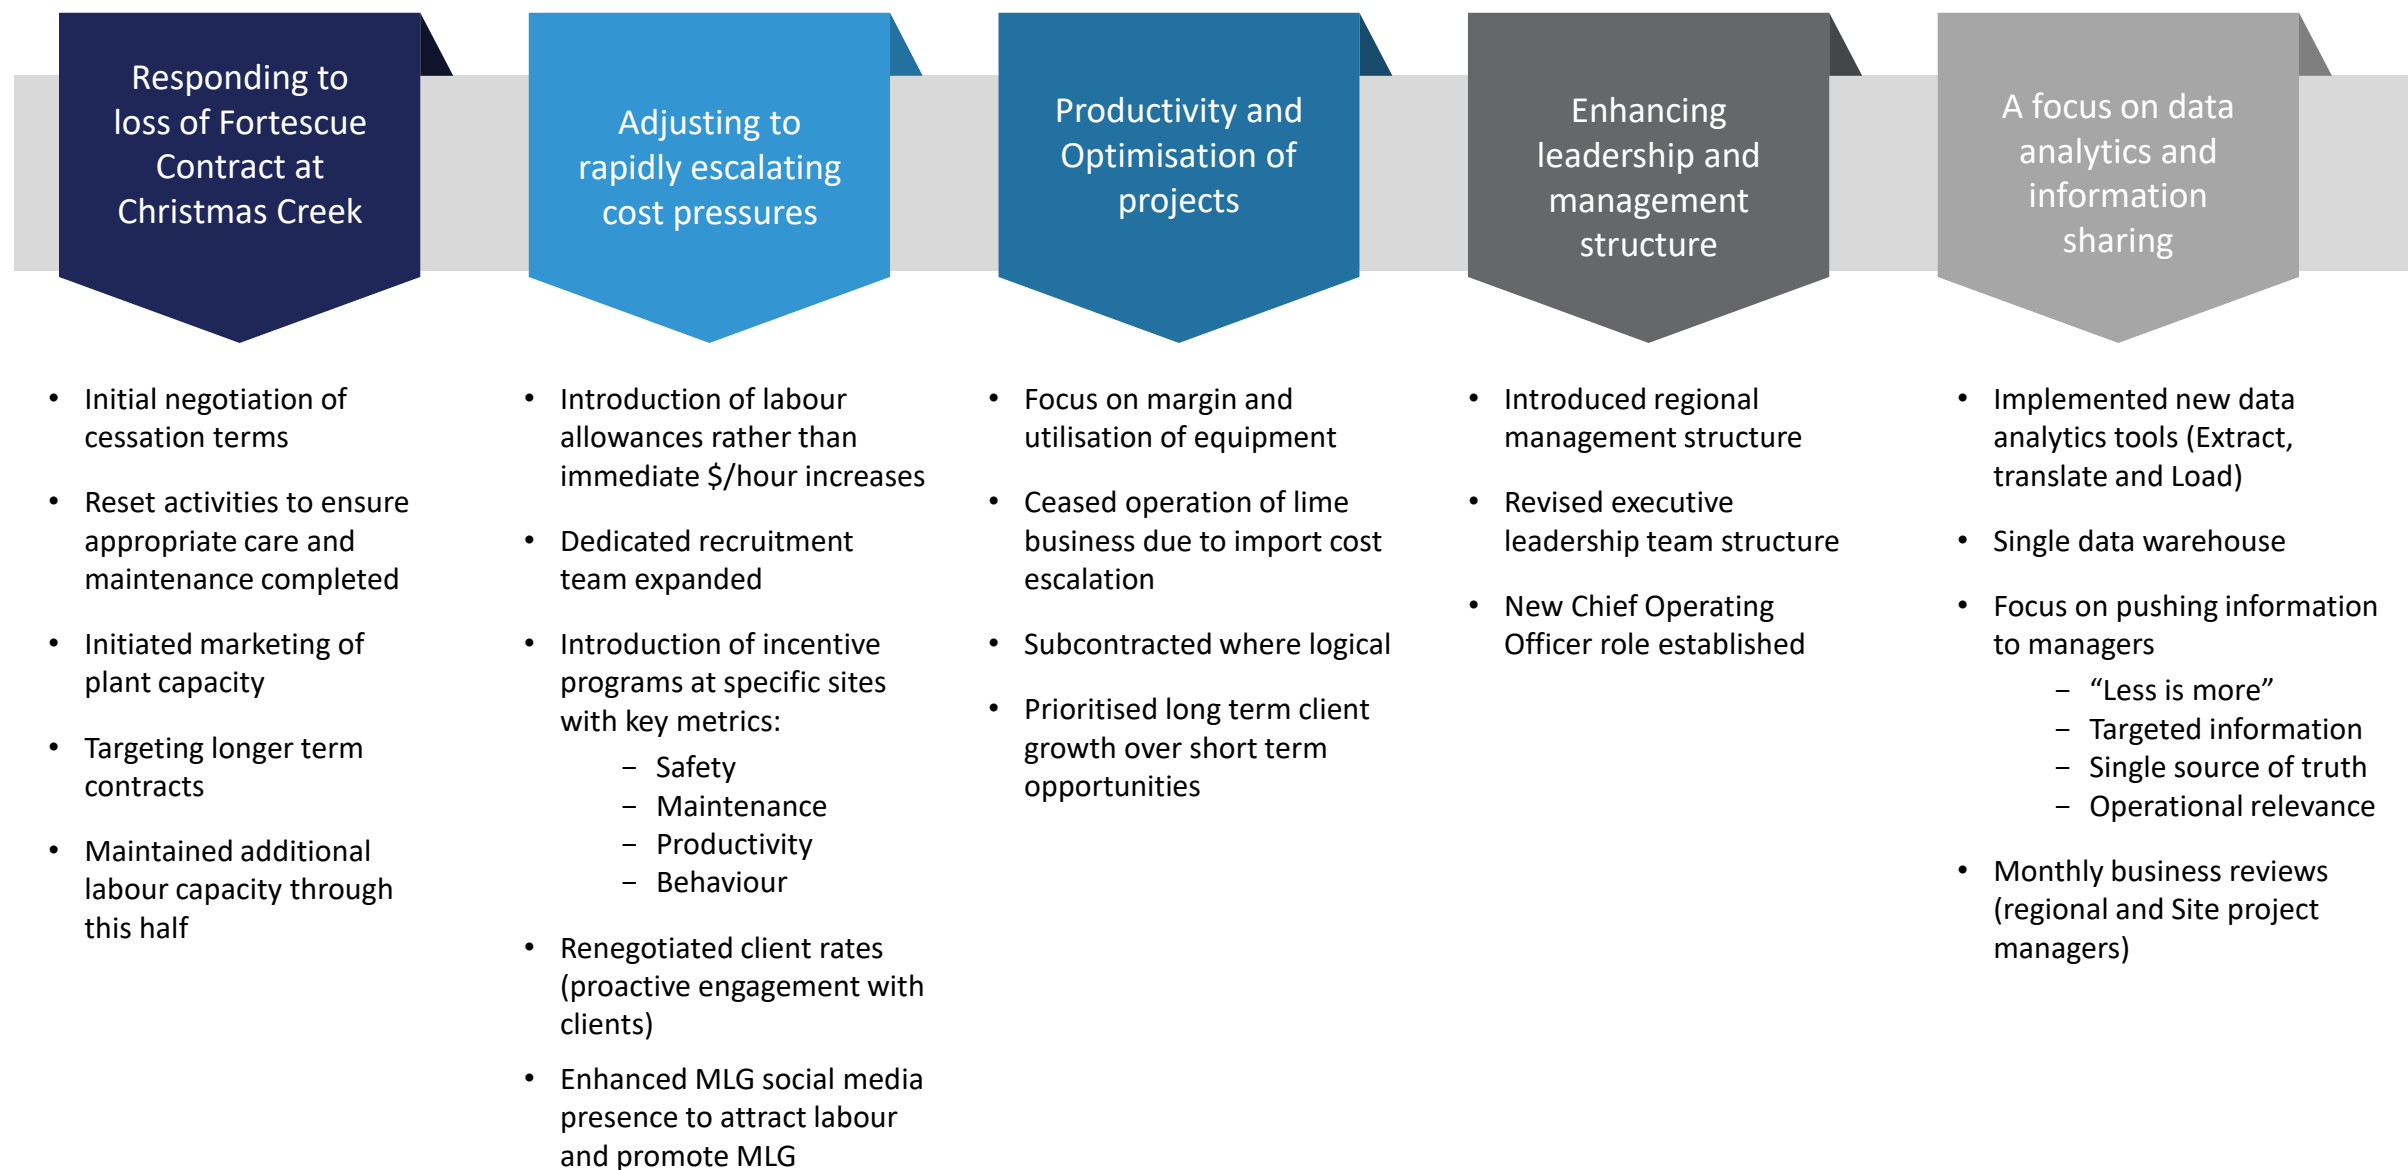 Responding to
loss of Fortescue
Contract at
Christmas Creek
• Initial negotiation of
cessation terms
• Reset activities to ensure
appropriate care and
maintenance completed
• Initiated marketing of
plant capacity
• Targeting longer term
contracts
• Maintained additional
labour capacity through
this half
Adjusting to
rapidly escalating
cost pressures
• Introduction of labour
allowances rather than
immediate $/hour increases
• Dedicated recruitment
team expanded
• Introduction of incentive
programs at specific sites
with key metrics:
– Safety
– Maintenance
– Productivity
– Behaviour
• Renegotiated client rates
(proactive engagement with
clients)
• Enhanced MLG social media
presence to attract labour
and promote MLG
Productivity and
Optimisation of
projects
• Focus on margin and
utilisation of equipment
• Ceased operation of lime
business due to import cost
escalation
• Subcontracted where logical
• Prioritised long term client
growth over short term
opportunities
Enhancing
leadership and
management
structure
• Introduced regional
management structure
• Revised executive
leadership team structure
• New Chief Operating
Officer role established
A focus on data
analytics and
information
sharing
• Implemented new data
analytics tools (Extract,
translate and Load)
• Single data warehouse
• Focus on pushing information
to managers
– “Less is more”
– Targeted information
– Single source of truth
– Operational relevance
• Monthly business reviews
(regional and Site project
managers)